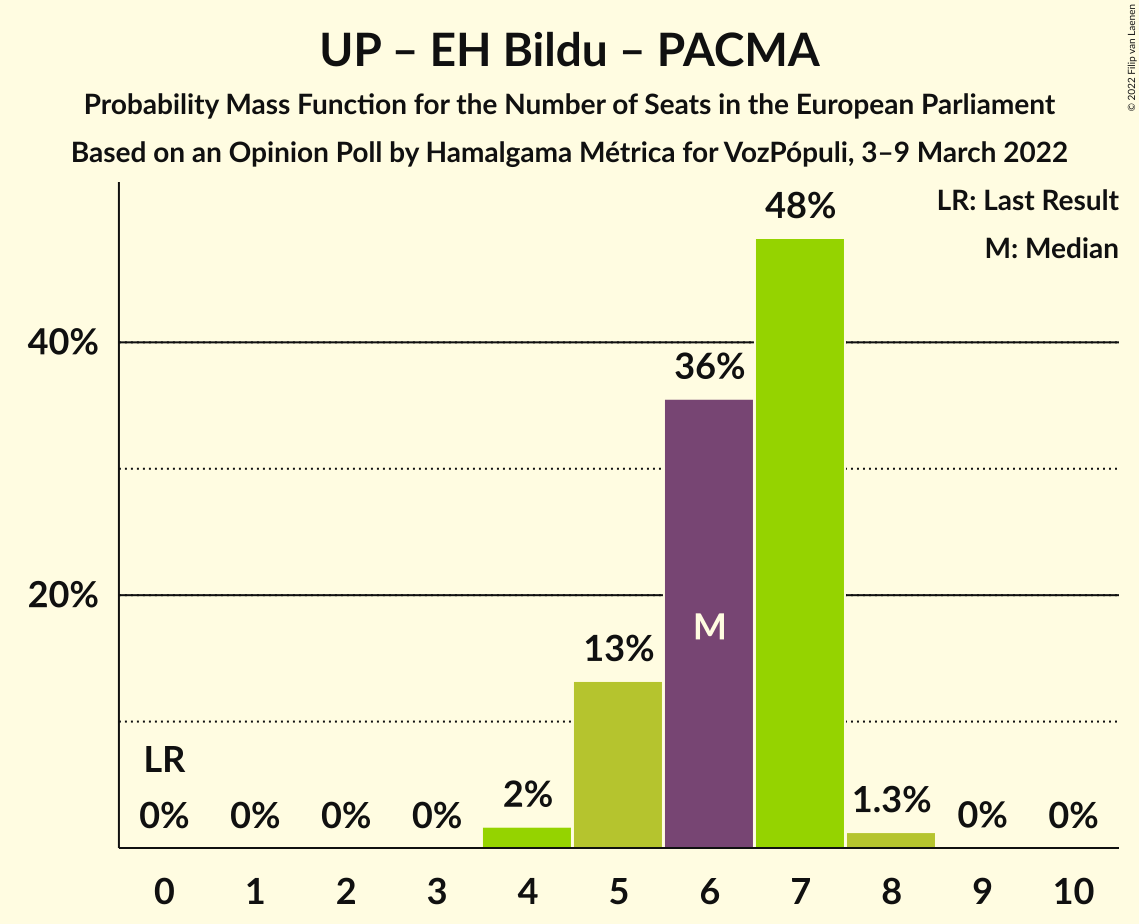 UP – EH Bildu – PACMA
Probability Mass Function for the Number of Seats in the European Parliament
Based on an Opinion Poll by Hamalgama Métrica for VozPópuli, 3–9 March 2022
© 2022 Filip van Laenen
LR: Last Result
M: Median
48%
40%
36%
20%
M
13%
LR
0% 0% 0% 0% 2% 1.3% 0% 0%
0 1 2 3 4 5 6 7 8 9 10